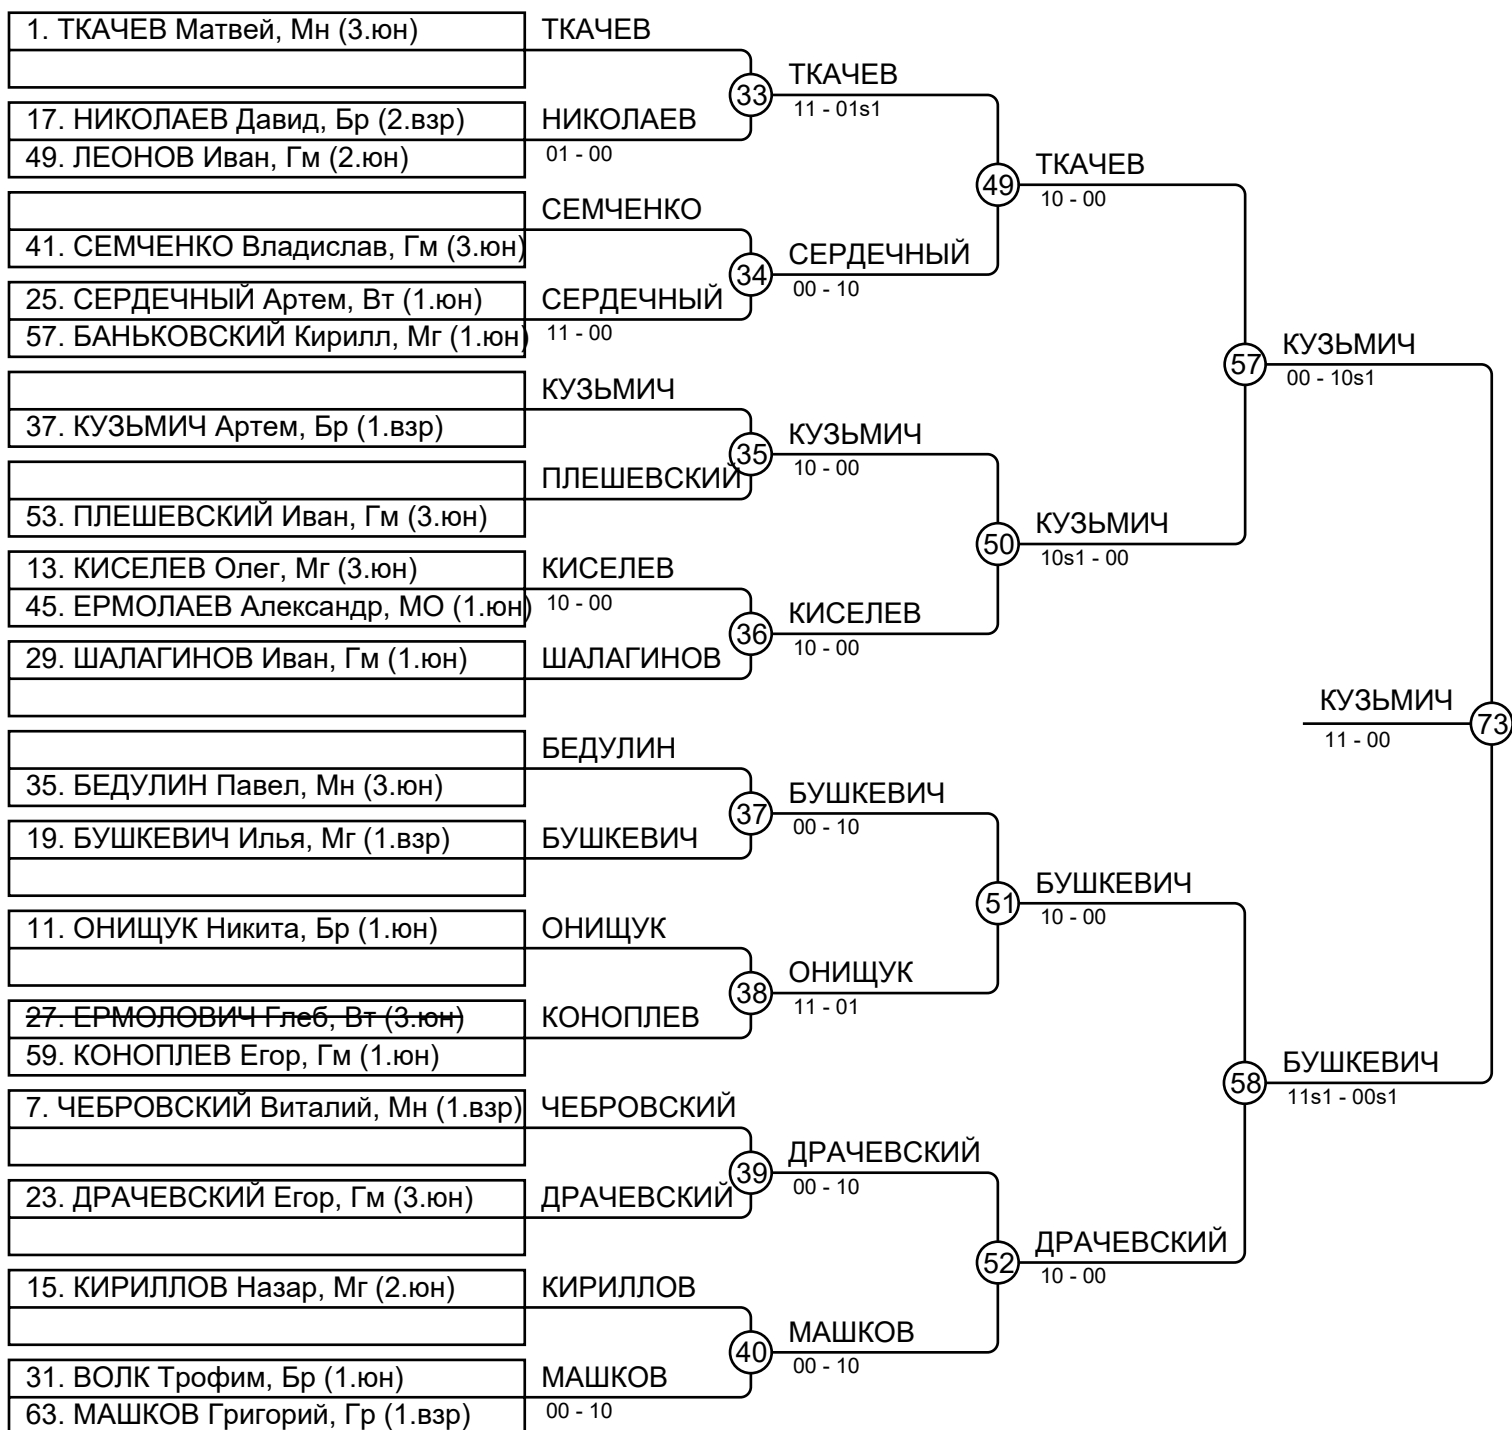 1. ТКАЧЕВ Матвей, Мн (3.юн)
ТКАЧЕВ
33
ТКАЧЕВ
11 - 01s1
17. НИКОЛАЕВ Давид, Бр (2.взр)
НИКОЛАЕВ
49. ЛЕОНОВ Иван, Гм (2.юн)
01 - 00
49
ТКАЧЕВ
10 - 00
СЕМЧЕНКО
41. СЕМЧЕНКО Владислав, Гм (3.юн)
34
СЕРДЕЧНЫЙ
00 - 10
25. СЕРДЕЧНЫЙ Артем, Вт (1.юн)
СЕРДЕЧНЫЙ
57. БАНЬКОВСКИЙ Кирилл, Мг (1.юн)
11 - 00
57
КУЗЬМИЧ
00 - 10s1
КУЗЬМИЧ
37. КУЗЬМИЧ Артем, Бр (1.взр)
35
КУЗЬМИЧ
10 - 00
ПЛЕШЕВСКИЙ
53. ПЛЕШЕВСКИЙ Иван, Гм (3.юн)
50
КУЗЬМИЧ
10s1 - 00
13. КИСЕЛЕВ Олег, Мг (3.юн)
КИСЕЛЕВ
45. ЕРМОЛАЕВ Александр, МО (1.юн)
10 - 00
36
КИСЕЛЕВ
10 - 00
29. ШАЛАГИНОВ Иван, Гм (1.юн)
ШАЛАГИНОВ
КУЗЬМИЧ
73
11 - 00
БЕДУЛИН
35. БЕДУЛИН Павел, Мн (3.юн)
37
БУШКЕВИЧ
00 - 10
19. БУШКЕВИЧ Илья, Мг (1.взр)
БУШКЕВИЧ
51
БУШКЕВИЧ
10 - 00
11. ОНИЩУК Никита, Бр (1.юн)
ОНИЩУК
38
ОНИЩУК
11 - 01
27. ЕРМОЛОВИЧ Глеб, Вт (3.юн)
КОНОПЛЕВ
59. КОНОПЛЕВ Егор, Гм (1.юн)
58
БУШКЕВИЧ
11s1 - 00s1
7. ЧЕБРОВСКИЙ Виталий, Мн (1.взр)
ЧЕБРОВСКИЙ
39
ДРАЧЕВСКИЙ
00 - 10
23. ДРАЧЕВСКИЙ Егор, Гм (3.юн)
ДРАЧЕВСКИЙ
52
ДРАЧЕВСКИЙ
10 - 00
15. КИРИЛЛОВ Назар, Мг (2.юн)
КИРИЛЛОВ
40
МАШКОВ
00 - 10
31. ВОЛК Трофим, Бр (1.юн)
МАШКОВ
63. МАШКОВ Григорий, Гр (1.взр)
00 - 10